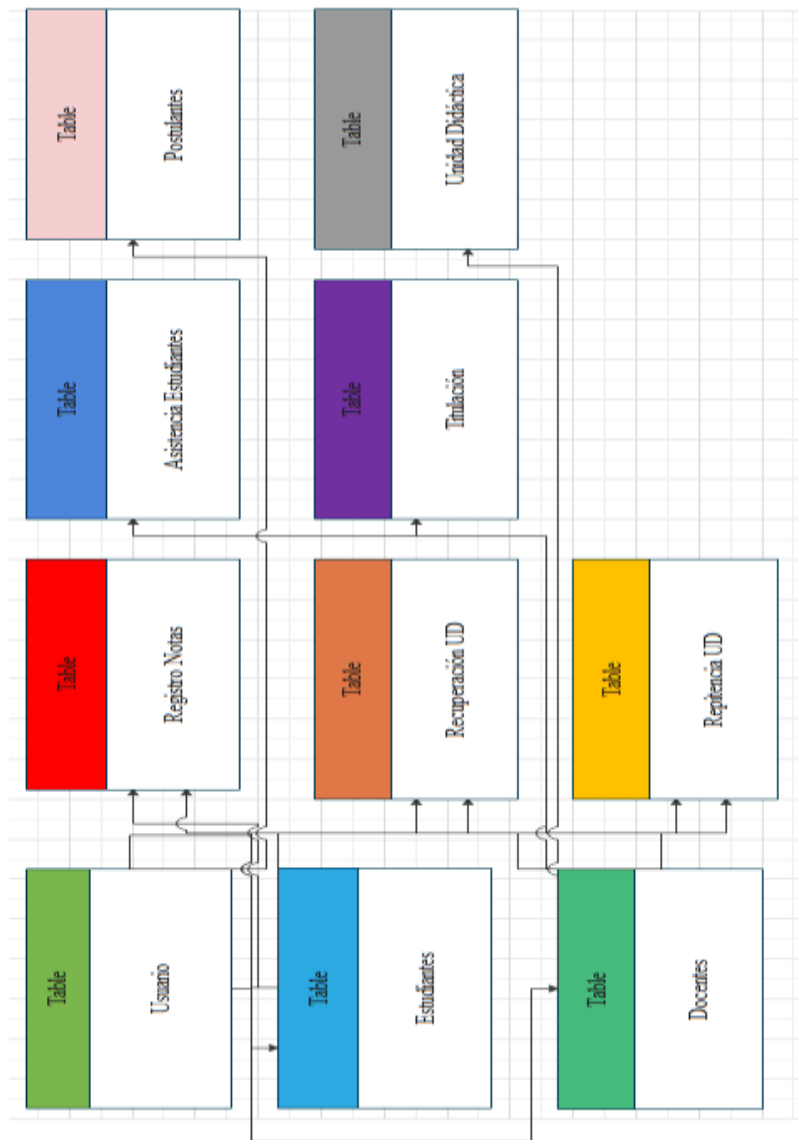 Table
Postulantes
Table
Unidad Didáctica
Table
Asistencia Estudiantes
Table
Titulación
Table
Registro Notas
Table
Recuperación UD
Table
Repitencia UD
Table
Usuario
Table
Estudiantes
Table
Docentes